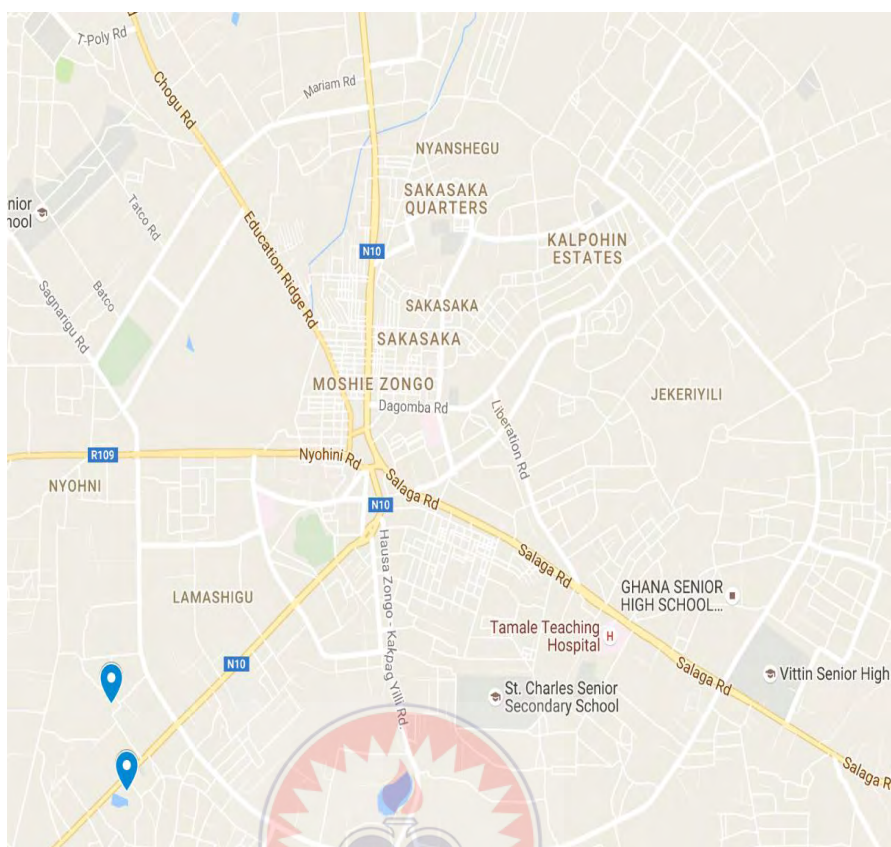 T-Poly Rd
Chogu Rd
Mariam Rd
NYANSHEGU
SAKASAKA
QUARTERS
nior
hool
Tatco Rd
Education Ridge Rd
N10
KALPOHIN
ESTATES
Sagnarigu Rd
Batco
SAKASAKA
SAKASAKA
MOSHIE ZONGO
Dagomba Rd
Liberation Rd
JEKERIYILI
R109
Nyohini Rd
NYOHNI
Salaga Rd
N10
Hausa Zongo - Kakpag Yilli Rd.
Salaga Rd
LAMASHIGU
GHANA SENIOR
HIGH SCHOOL...
Tamale Teaching
Hospital
H
N10
Salaga Rd
Vittin Senior High
St. Charles Senior
Secondary School
Salaga R